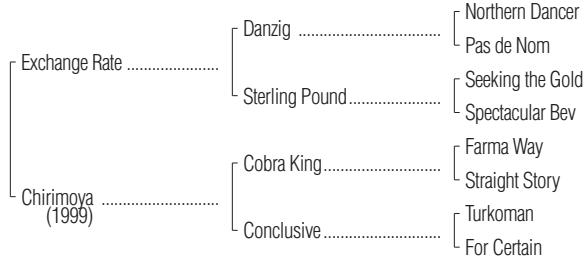 Northern Dancer
Danzig ..............................
Pas de Nom
Exchange Rate ...................
Seeking the Gold
Sterling Pound....................
Spectacular Bev
Farma Way
Cobra King.........................
Straight Story
Chirimoya ........................
(1999)
Turkoman
Conclusive.........................
For Certain